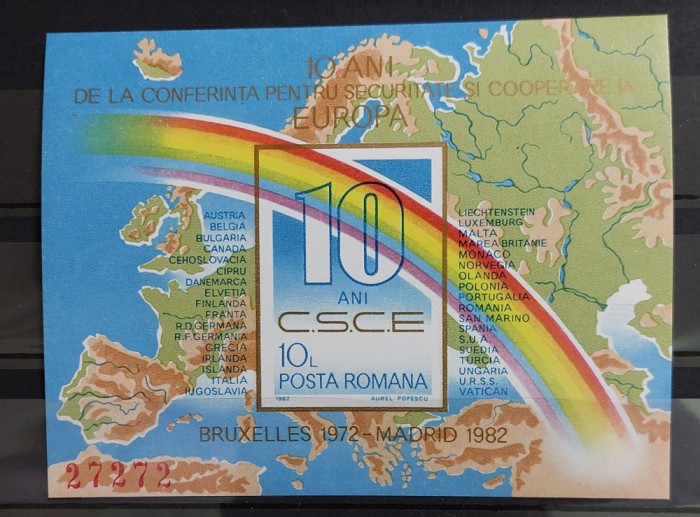 10 ANI
DE LA CONFERINȚA PENTRU SECURITATE ȘI COOPERARE IN
EUROPA
AUSTRIA
BELGIA
BULGARIA
CANADA
CEHOSLOVACIA
CIPRU
DANEMARCA
ELVETIA
FINLANDA
FRANTA
R.D.GERMANA
R.F.GERMANIA
GRECIA
IRLANDA
ISLANDA
ITALIA
IUGOSLAVIA
10
ANI
C.S.C.E
10L
POSTA ROMANA
1982 AUREL POPESCU
LIECHTENSTEIN
LUXEMBURG
MALTA
MAREA BRITANIE
MONACO
NORVEGIA
OLANDA
POLONIA
PORTUGALIA
ROMANIA
SAN MARINO
SPANIA
S.U.A.
SUEDIA
TURCIA
UNGARIA
U.R.S.S.
VATICAN
BRUXELLES 1972-MADRID 1982
27272